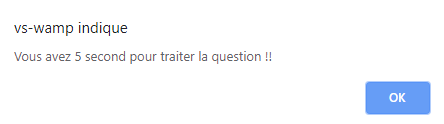 vs-wamp indique
Vous avez 5 second pour traiter la question !!
OK